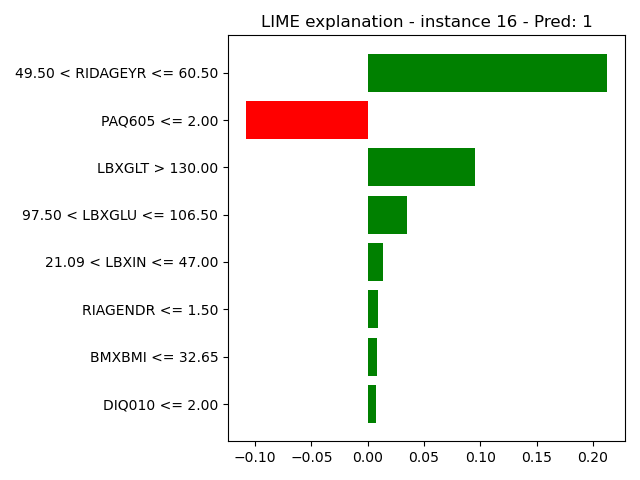 LIME explanation - instance 16 - Pred: 1
49.50 < RIDAGEYR <= 60.50
PAQ605 <= 2.00
LBXGLT > 130.00
97.50 < LBXGLU <= 106.50
21.09 < LBXIN <= 47.00
RIAGENDR <= 1.50
BMXBMI <= 32.65
DIQ010 <= 2.00
−0.10 −0.05 0.00 0.05 0.10 0.15 0.20